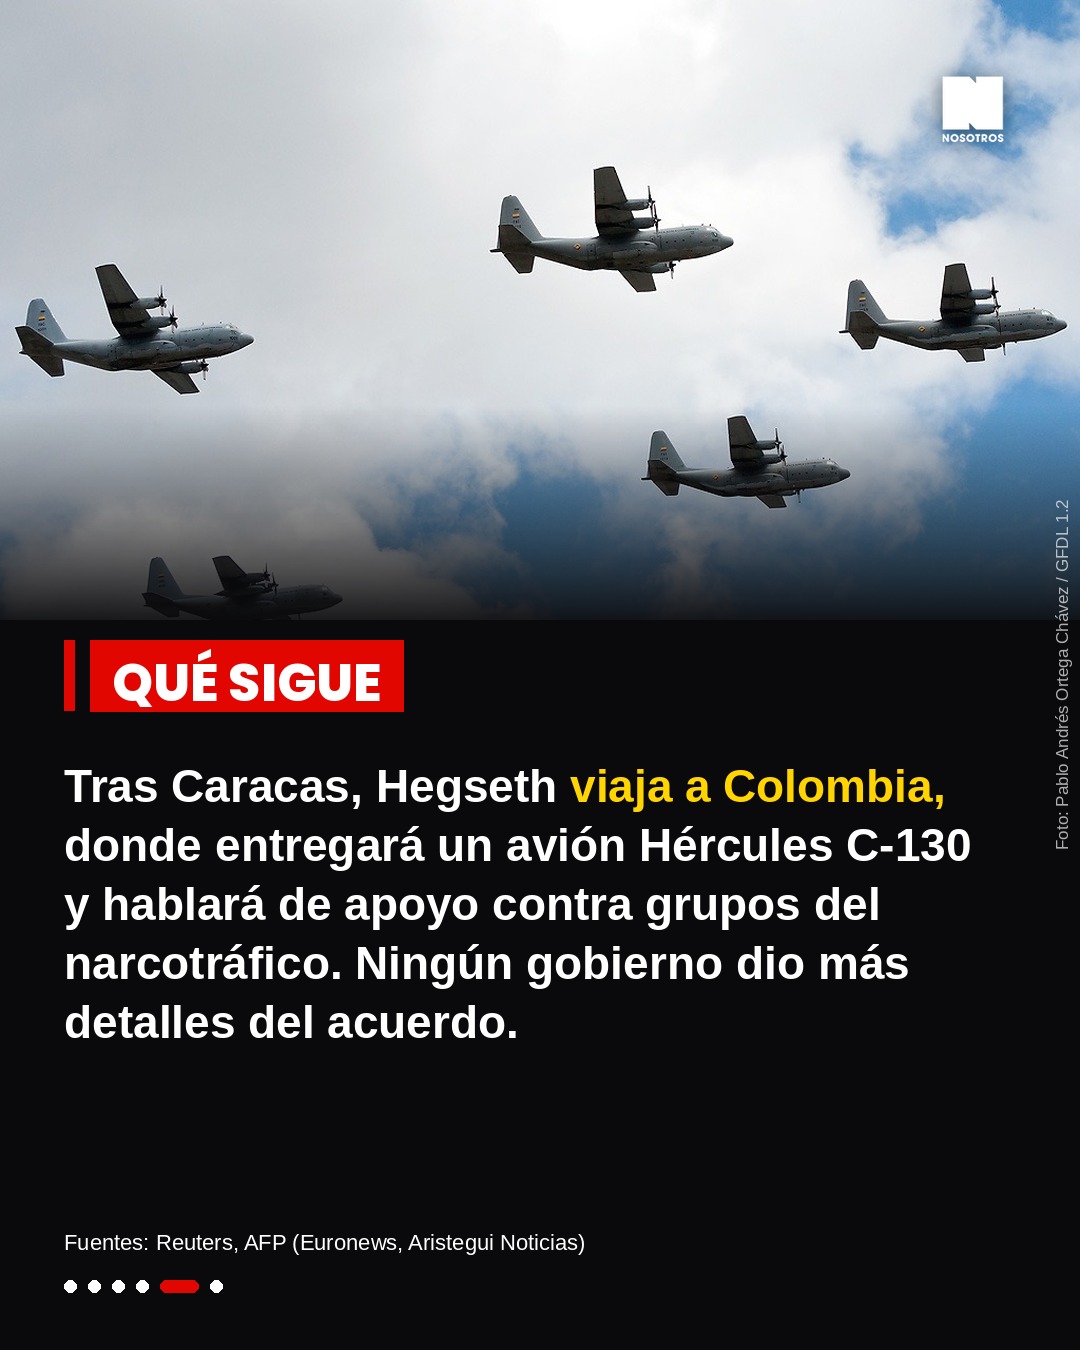 N
NOSOTROS
Foto: Pablo Andrés Ortega Chávez / GFDL 1.2
QUÉ SIGUE
Tras Caracas, Hegseth viaja a Colombia,
donde entregará un avión Hércules C-130
y hablará de apoyo contra grupos del
narcotráfico. Ningún gobierno dio más
detalles del acuerdo.
Fuentes: Reuters, AFP (Euronews, Aristegui Noticias)